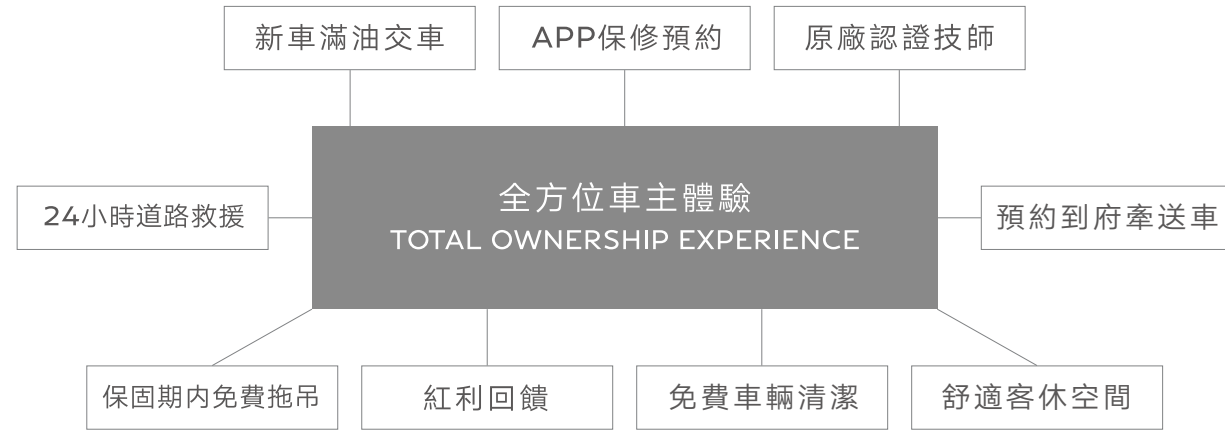 新車滿油交車
APP保修預約
原廠認證技師
24小時道路救援
全方位車主體驗
TOTAL OWNERSHIP EXPERIENCE
預約到府牽送車
保固期内免費拖吊
紅利回饋
免費車輛清潔
舒適客休空間